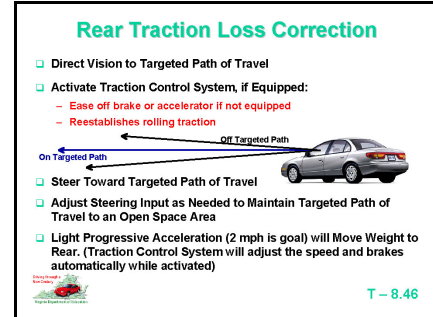 Rear Traction Loss Correction
Direct Vision to Targeted Path of Travel
Activate Traction Control System, if Equipped:
– Ease off brake or accelerator if not equipped
– Reestablishes rolling traction
Off Targeted Path
On Targeted Path
Steer Toward Targeted Path of Travel
Adjust Steering Input as Needed to Maintain Targeted Path of
Travel to an Open Space Area
Light Progressive Acceleration (2 mph is goal) will Move Weight to
Rear. (Traction Control System will adjust the speed and brakes
automatically while activated)
Virginia Department of Education
T – 8.46